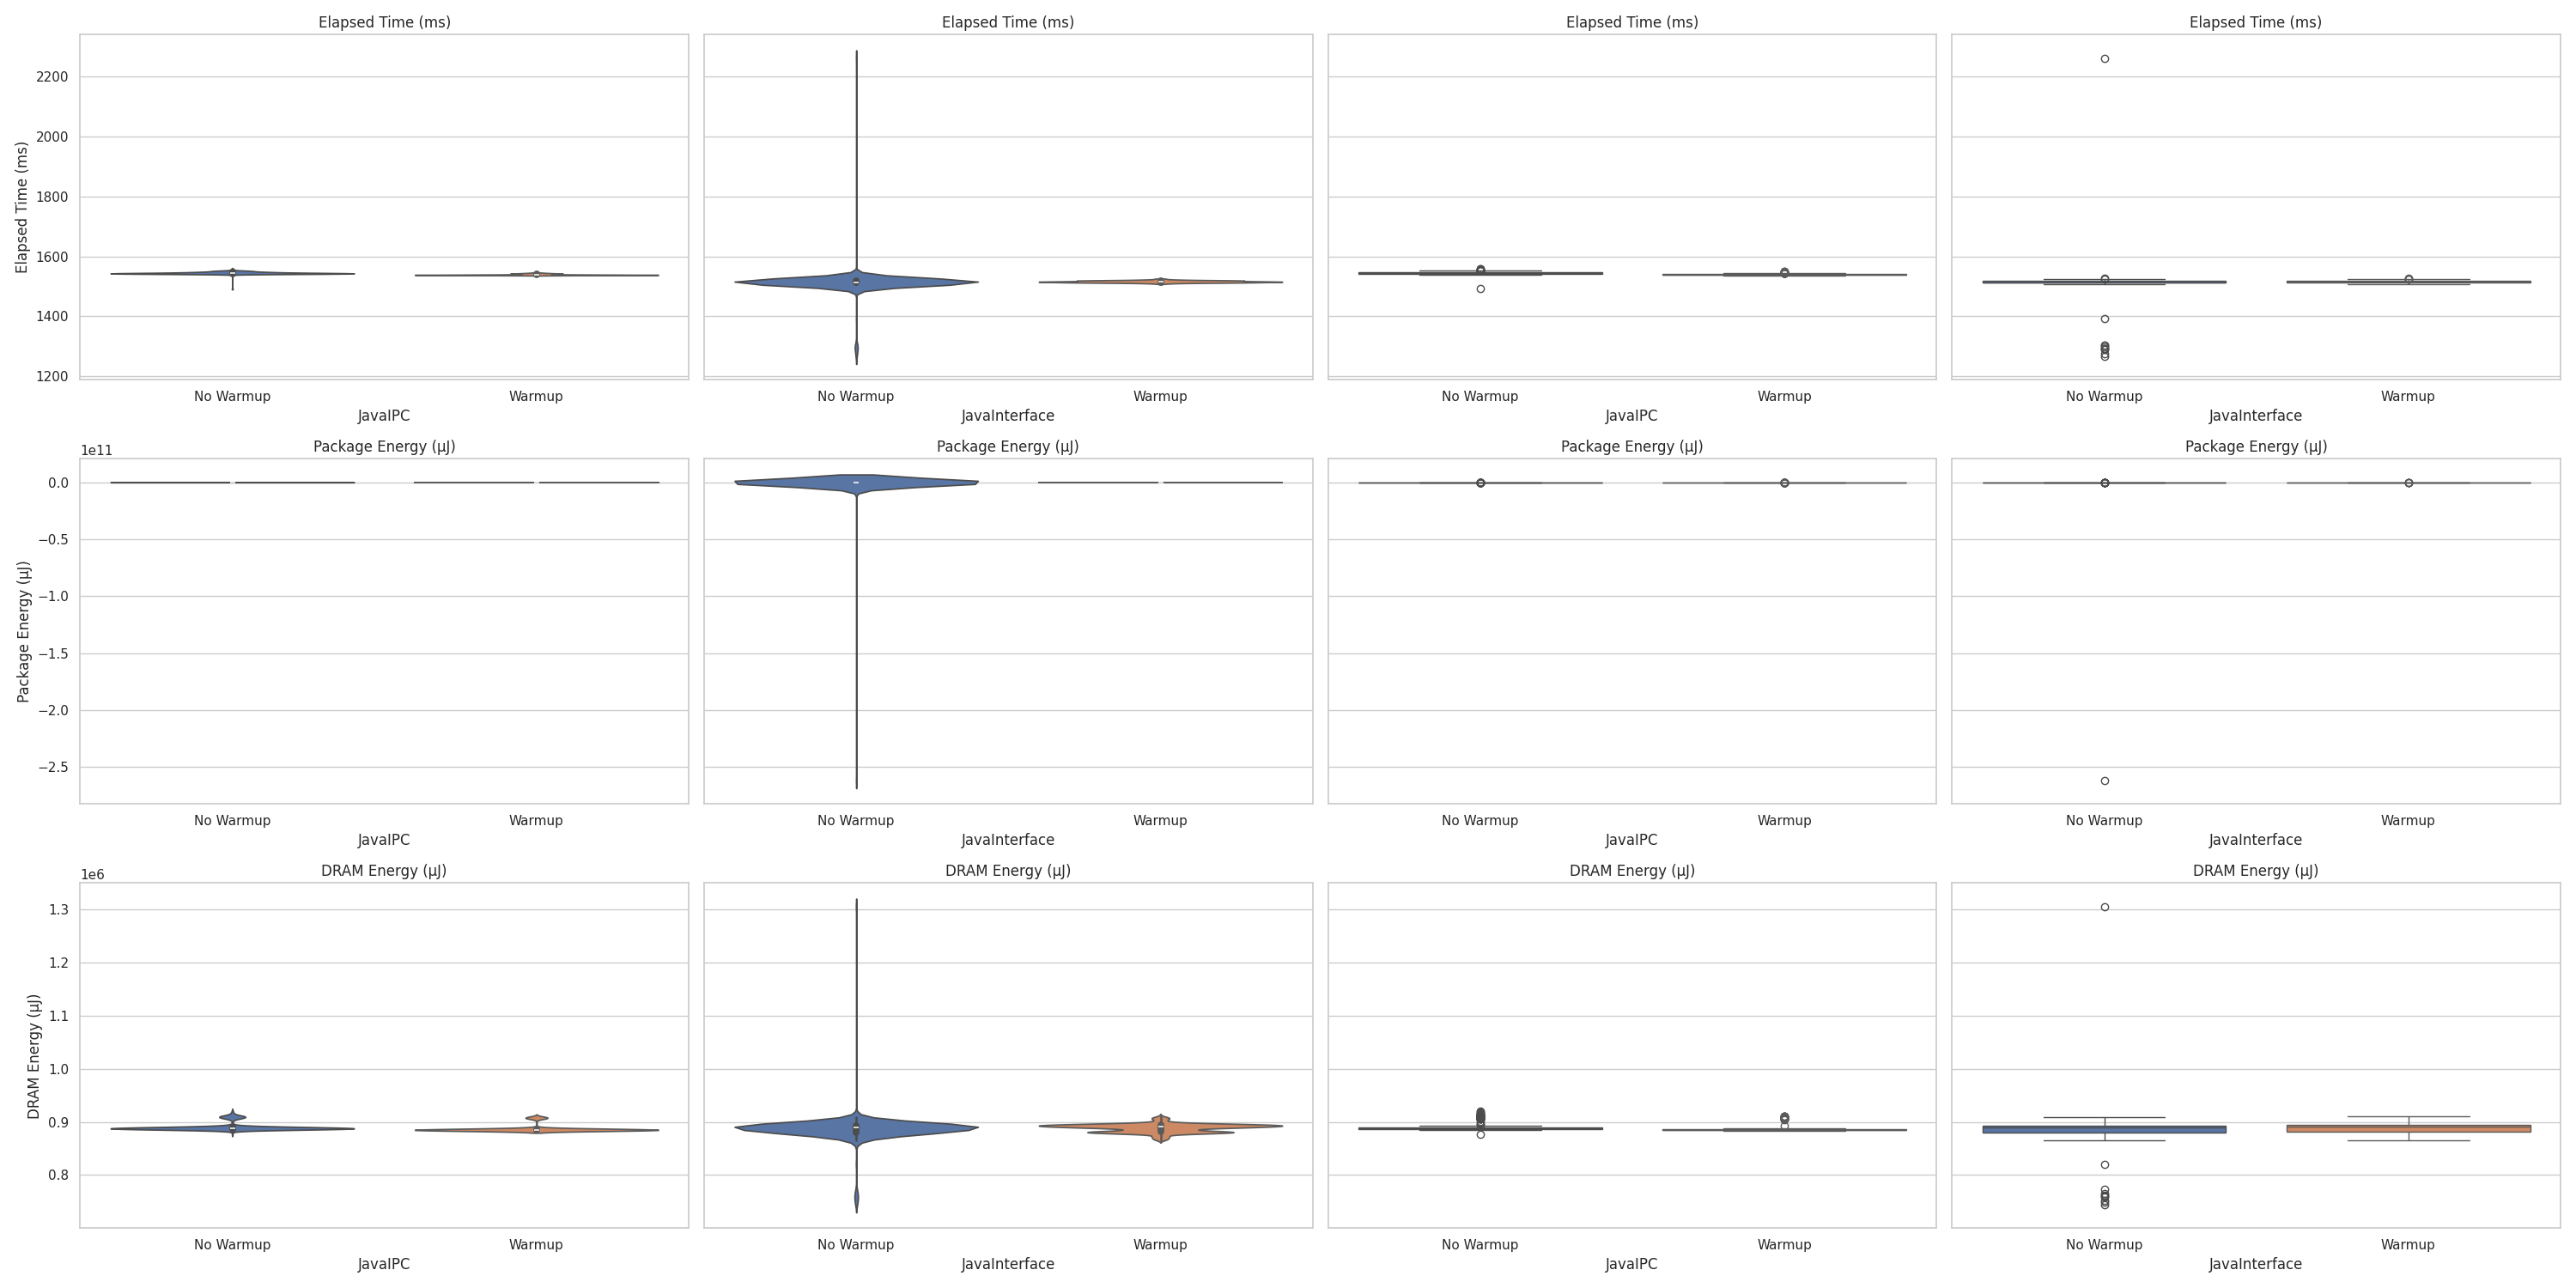 Elapsed Time (ms) Elapsed Time (ms) Elapsed Time (ms) Elapsed Time (ms)
Elapsed Time (ms)
2200
2000
1800
1600
1400
1200
No Warmup Warmup No Warmup Warmup No Warmup Warmup No Warmup Warmup
JavaIPC JavaInterface JavaIPC JavaInterface
1e11
Package Energy (µJ) Package Energy (µJ) Package Energy (µJ) Package Energy (µJ)
Package Energy (µJ)
0.0
−0.5
−1.0
−1.5
−2.0
−2.5
No Warmup Warmup No Warmup Warmup No Warmup Warmup No Warmup Warmup
JavaIPC JavaInterface JavaIPC JavaInterface
1e6
DRAM Energy (µJ) DRAM Energy (µJ) DRAM Energy (µJ) DRAM Energy (µJ)
DRAM Energy (µJ)
1.3
1.2
1.1
1.0
0.9
0.8
No Warmup Warmup No Warmup Warmup No Warmup Warmup No Warmup Warmup
JavaIPC JavaInterface JavaIPC JavaInterface